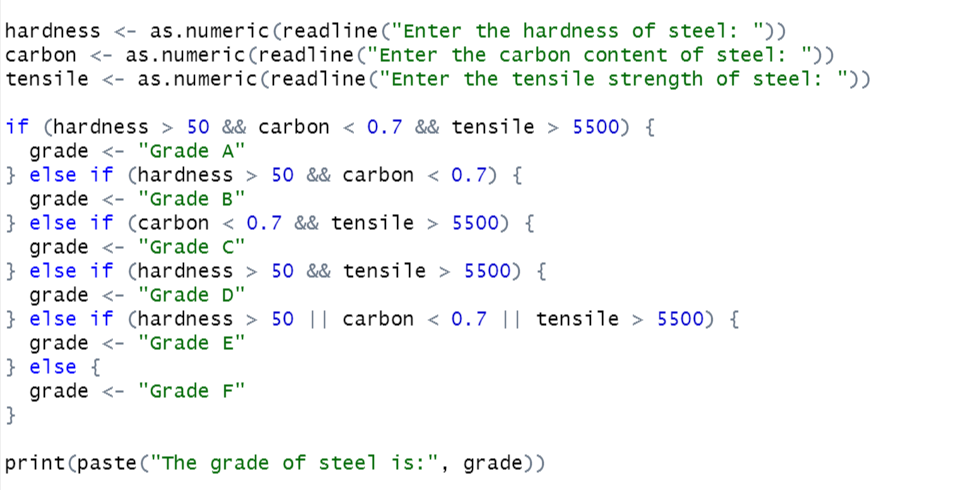 hardness <- as.numeric(readline("Enter the hardness of steel: "))
carbon <- as.numeric(readline("Enter the carbon content of steel: "))
tensile <- as.numeric(readline("Enter the tensile strength of steel: "))

if (hardness > 50 && carbon < 0.7 && tensile > 5500) {
  grade <- "Grade A"
} else if (hardness > 50 && carbon < 0.7) {
  grade <- "Grade B"
} else if (carbon < 0.7 && tensile > 5500) {
  grade <- "Grade C"
} else if (hardness > 50 && tensile > 5500) {
  grade <- "Grade D"
} else if (hardness > 50 || carbon < 0.7 || tensile > 5500) {
  grade <- "Grade E"
} else {
  grade <- "Grade F"
}

print(paste("The grade of steel is:", grade))